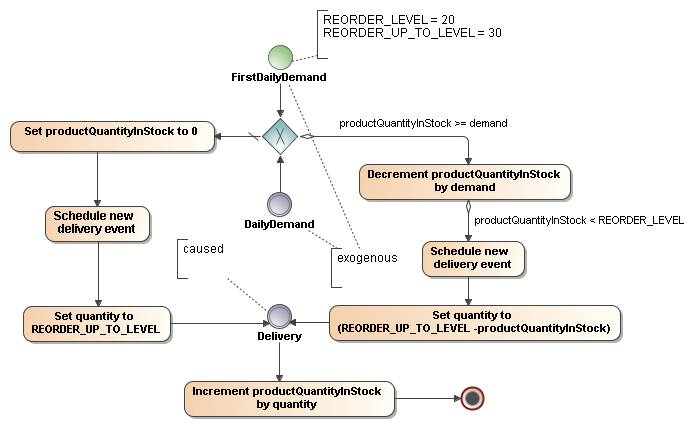 REORDER_LEVEL = 20
REORDER_UP_TO_LEVEL = 30
FirstDailyDemand
productQuantityInStock >= demand
Set productQuantityInStock to 0
X
Decrement productQuantityInStock
by demand
Schedule new
delivery event
DailyDemand
productQuantityInStock < REORDER_LEVEL
caused
exogenous
Schedule new
delivery event
Set quantity to
REORDER_UP_TO_LEVEL
Delivery
Set quantity to
(REORDER_UP_TO_LEVEL -productQuantityInStock)
Increment productQuantityInStock
by quantity